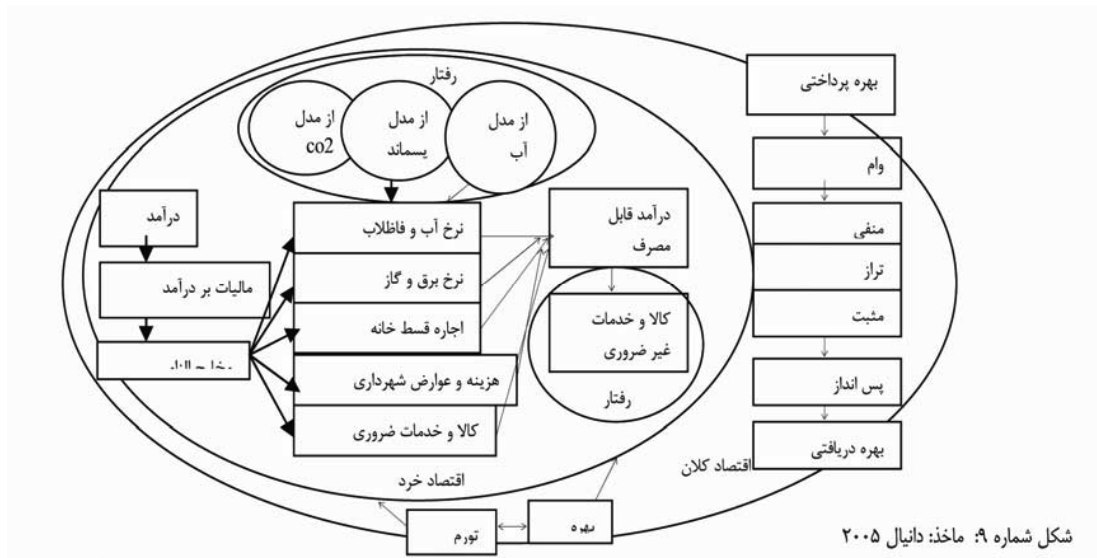 رفتار
از مدل
co2
از مدل
پسماند
از مدل
آب
بهره پرداختی
وام
منفی
تراز
مثبت
پس انداز
بهره دریافتی
درآمد
مالیات بر درآمد
نرخ آب و فاظلاب
نرخ برق و گاز
اجاره قسط خانه
هزینه و عوارض شهرداری
کالا و خدمات ضروری
درآمد قابل
مصرف
کالا و خدمات
غیر ضروری
رفتار
اقتصاد خرد
اقتصاد کلان
بهره
تورم
شکل شماره ۹: ماخذ: دانیال ۲۰۰۵